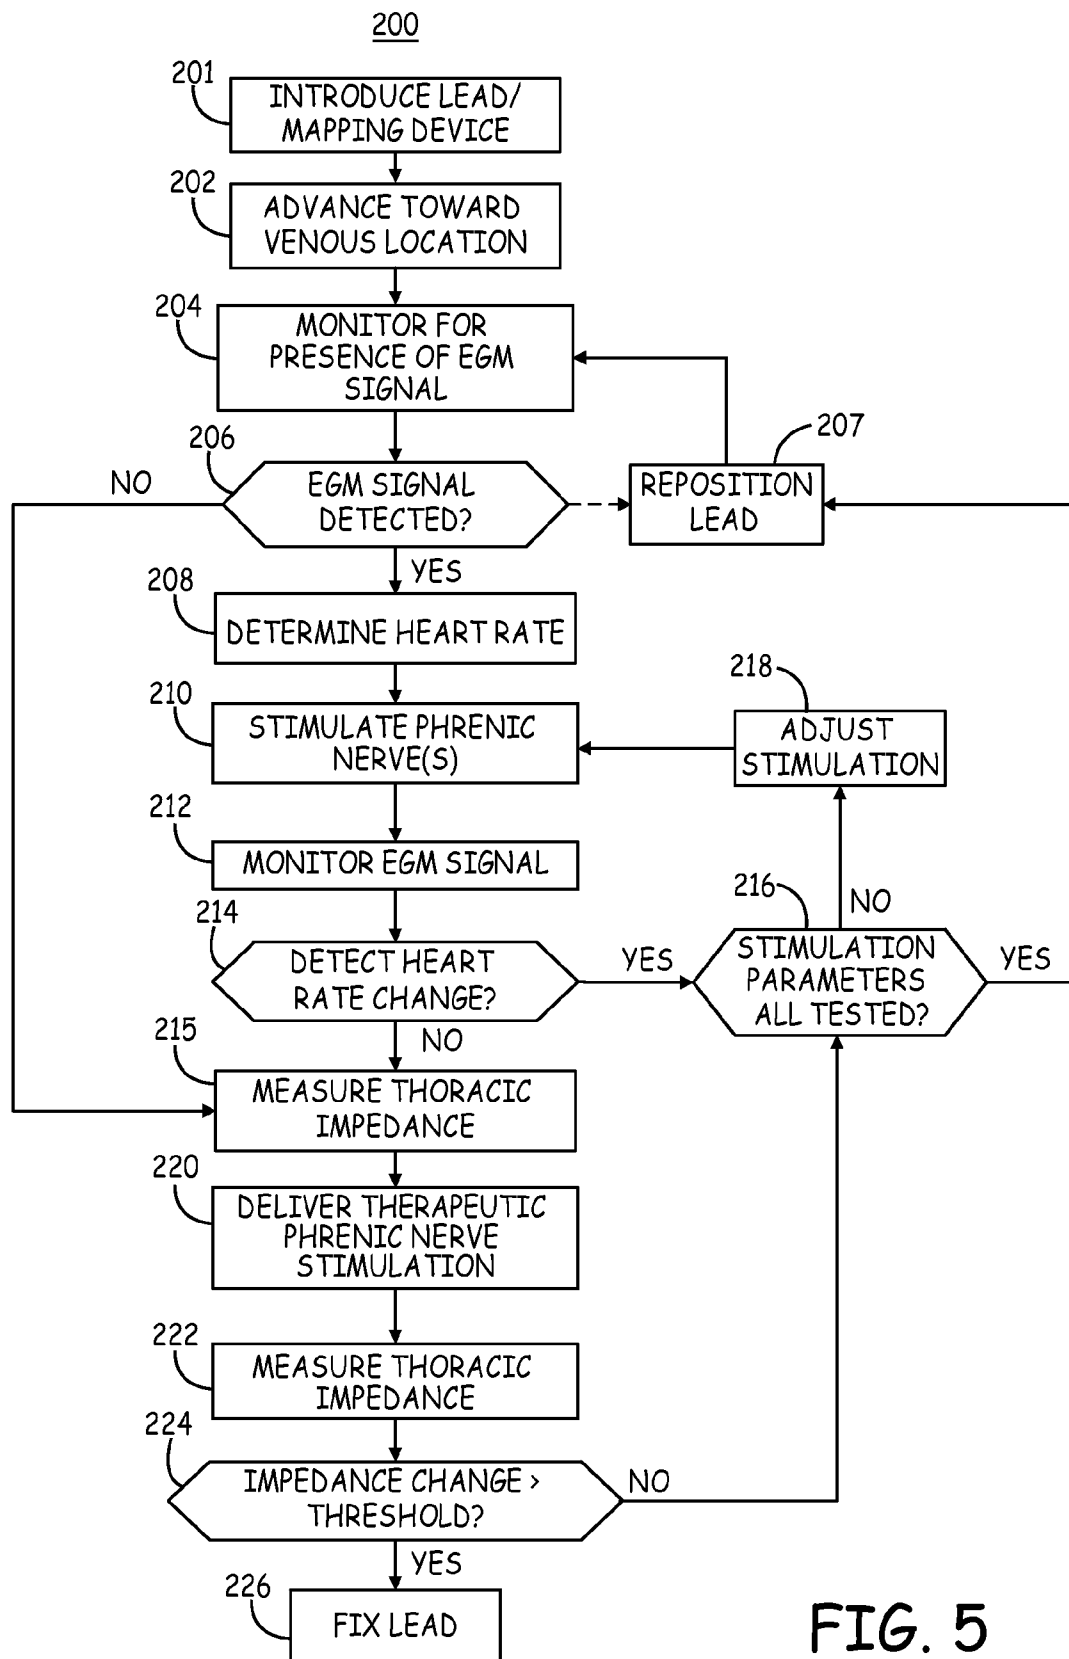 200
201
INTRODUCE LEAD/
MAPPING DEVICE
202
ADVANCE TOWARD
VENOUS LOCATION
204
MONITOR FOR
PRESENCE OF EGM
SIGNAL
206
NO
EGM SIGNAL
DETECTED?
207
REPOSITION
LEAD
YES
208
DETERMINE HEART RATE
210
STIMULATE PHRENIC
NERVE(S)
218
ADJUST
STIMULATION
212
MONITOR EGM SIGNAL
214
DETECT HEART
RATE CHANGE?
YES
216
NO
STIMULATION
PARAMETERS
ALL TESTED?
YES
NO
215
MEASURE THORACIC
IMPEDANCE
220
DELIVER THERAPEUTIC
PHRENIC NERVE
STIMULATION
222
MEASURE THORACIC
IMPEDANCE
224
IMPEDANCE CHANGE >
THRESHOLD?
NO
YES
226
FIX LEAD
FIG. 5